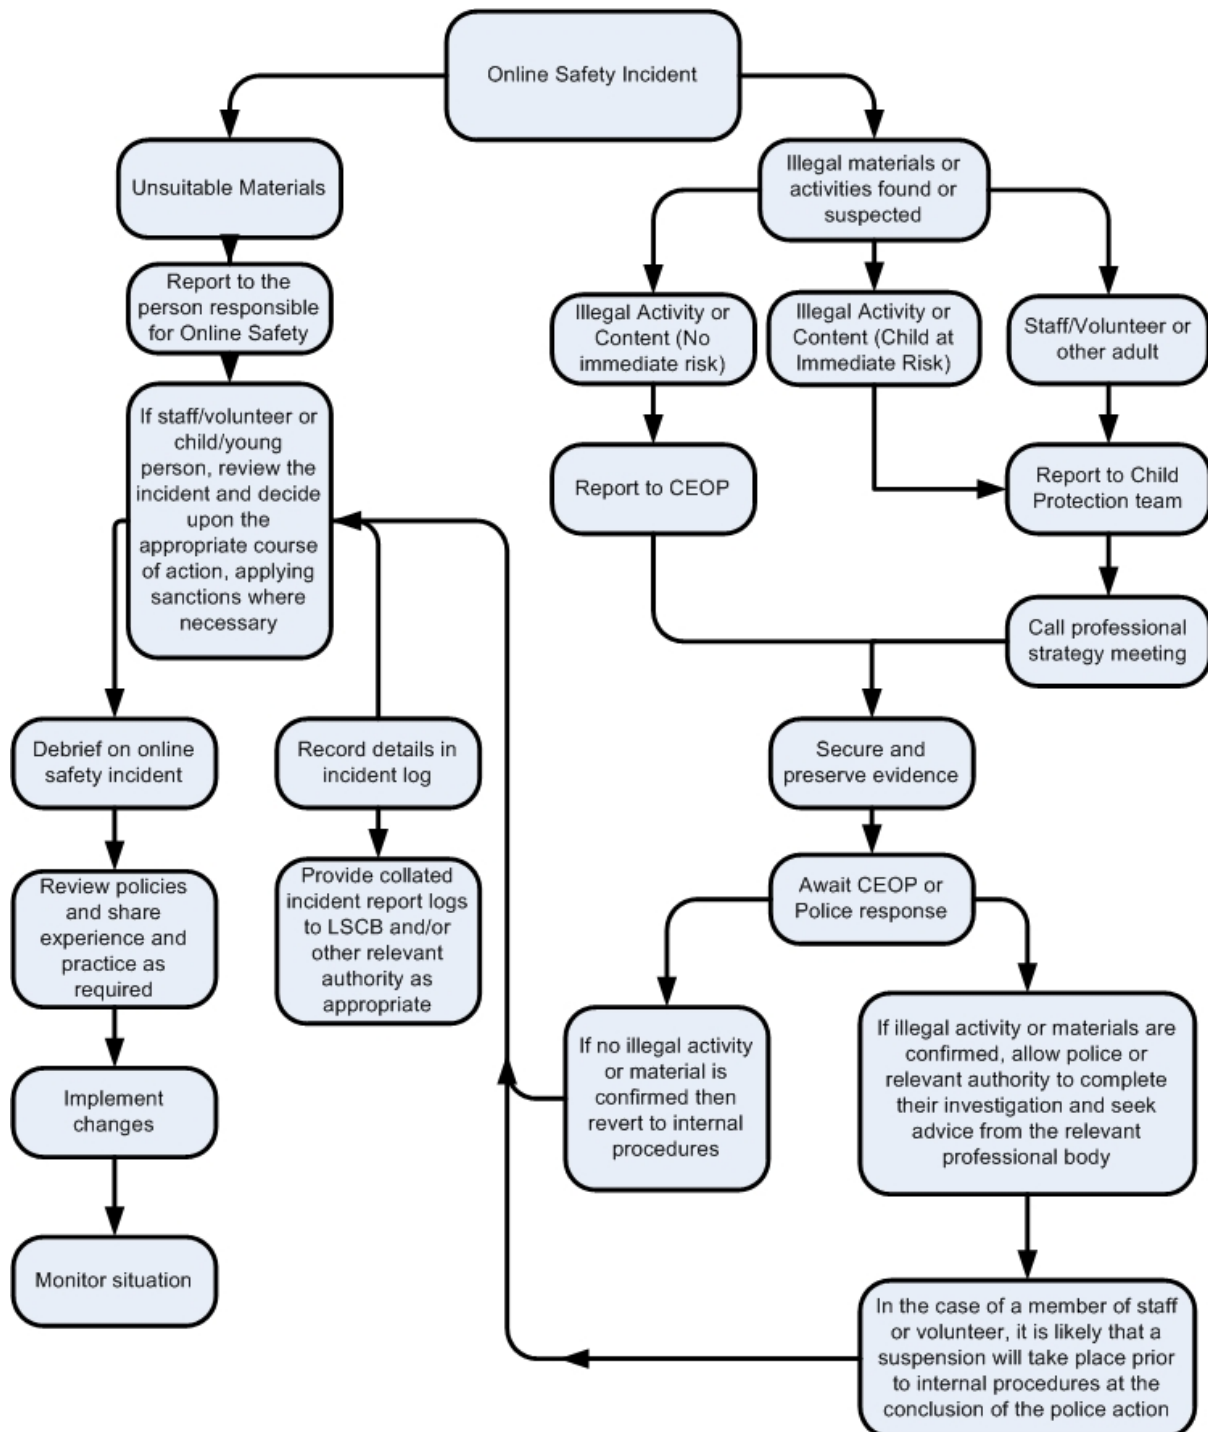 Online Safety Incident
Unsuitable Materials
Illegal materials or
activities found or
suspected
Report to the
person responsible
for Online Safety
Illegal Activity or
Content (No
immediate risk)
Illegal Activity or
Content (Child at
Immediate Risk)
Staff/Volunteer or
other adult
If staff/volunteer or
child/young
person, review the
incident and decide
upon the
appropriate course
of action, applying
sanctions where
necessary
Report to CEOP
Report to Child
Protection team
Call professional
strategy meeting
Debrief on online
safety incident
Record details in
incident log
Secure and
preserve evidence
Review policies
and share
experience and
practice as
required
Provide collated
incident report logs
to LSCB and/or
other relevant
authority as
appropriate
Await CEOP or
Police response
If no illegal activity
or material is
confirmed then
revert to internal
procedures
If illegal activity or materials are
confirmed, allow police or
relevant authority to complete
their investigation and seek
advice from the relevant
professional body
Implement
changes
Monitor situation
In the case of a member of staff
or volunteer, it is likely that a
suspension will take place prior
to internal procedures at the
conclusion of the police action